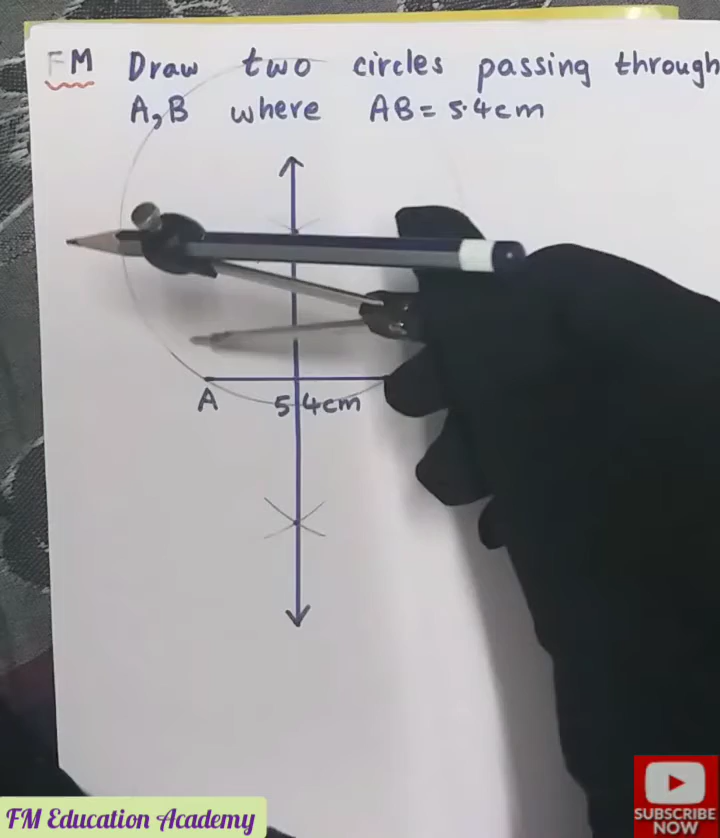 FM Draw two circles passing through
A,B where AB = 5.4cm
A 5.4cm
FM Education Academy
SUBSCRIBE
NOW